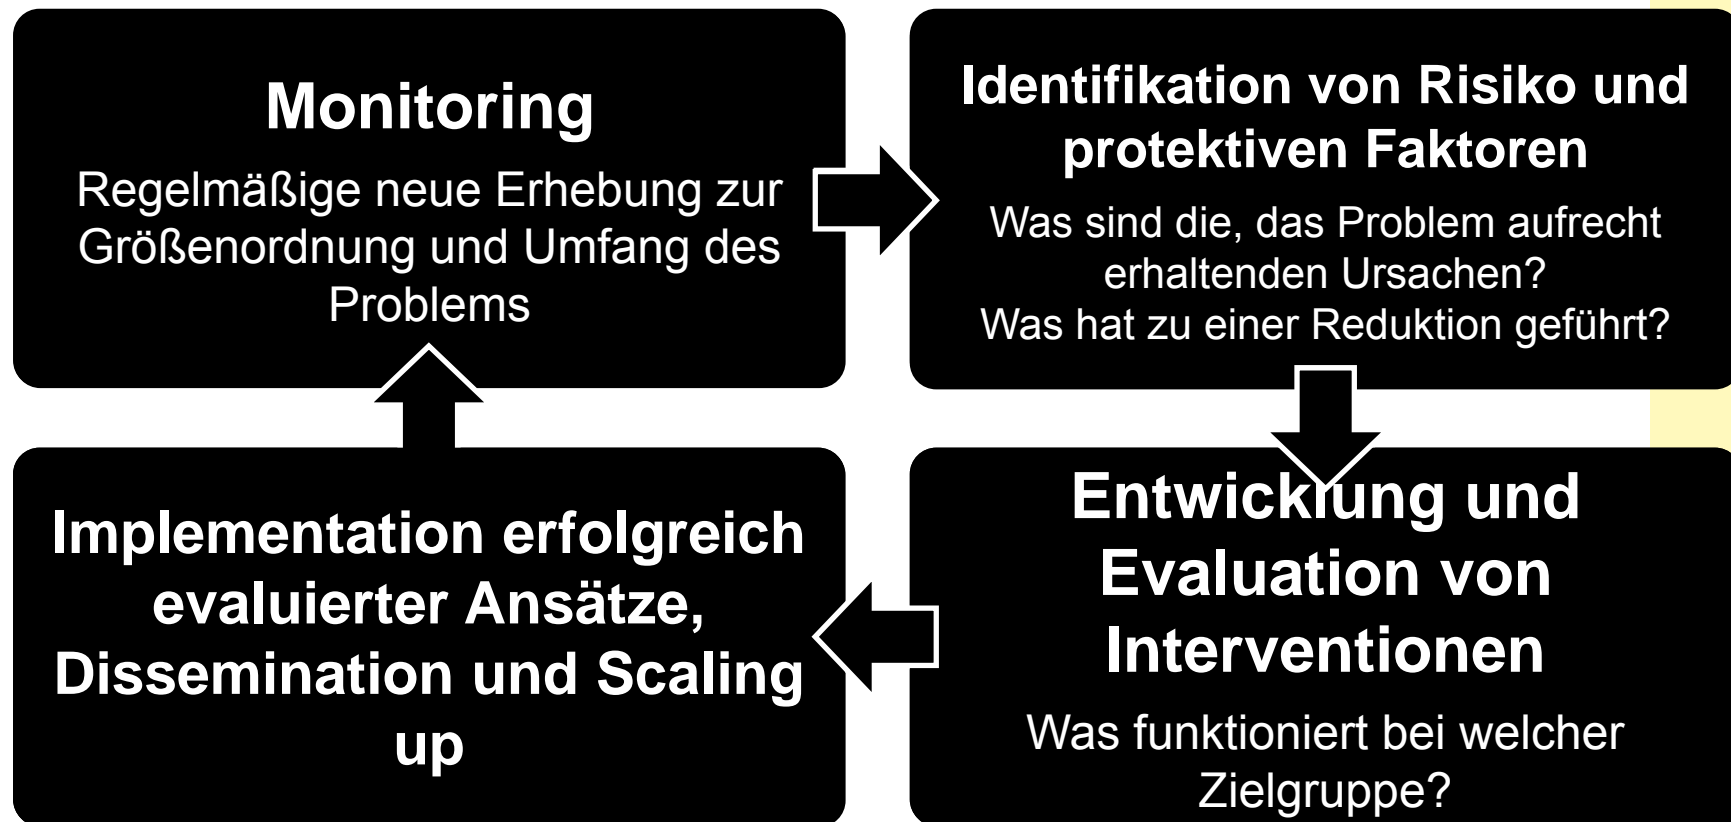 Monitoring
Regelmäßige neue Erhebung zur
Größenordnung und Umfang des
Problems
Identifikation von Risiko und
protektiven Faktoren
Was sind die, das Problem aufrecht
erhaltenden Ursachen?
Was hat zu einer Reduktion geführt?
Entwicklung und
Evaluation von
Interventionen
Was funktioniert bei welcher
Zielgruppe?
Implementation erfolgreich
evaluierter Ansätze,
Dissemination und Scaling
up